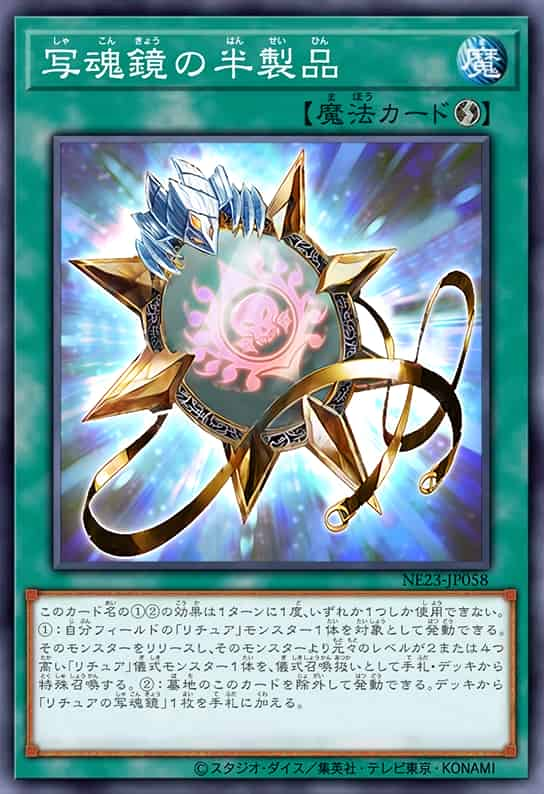 写魂鏡の半製品
魔
【魔法カード】
NE23-JP058
このカード名の①②の効果は1ターンに1度、いずれか1つしか使用できない。
①：自分フィールドの「リチュア」モンスター1体を対象として発動できる。
そのモンスターをリリースし、そのモンスターより元々のレベルが2または4つ
高い「リチュア」儀式モンスター1体を、儀式召喚扱いとして手札・デッキから
特殊召喚する。②：墓地のこのカードを除外して発動できる。デッキから
「リチュアの写魂鏡」1枚を手札に加える。
©スタジオ・ダイス／集英社・テレビ東京・KONAMI